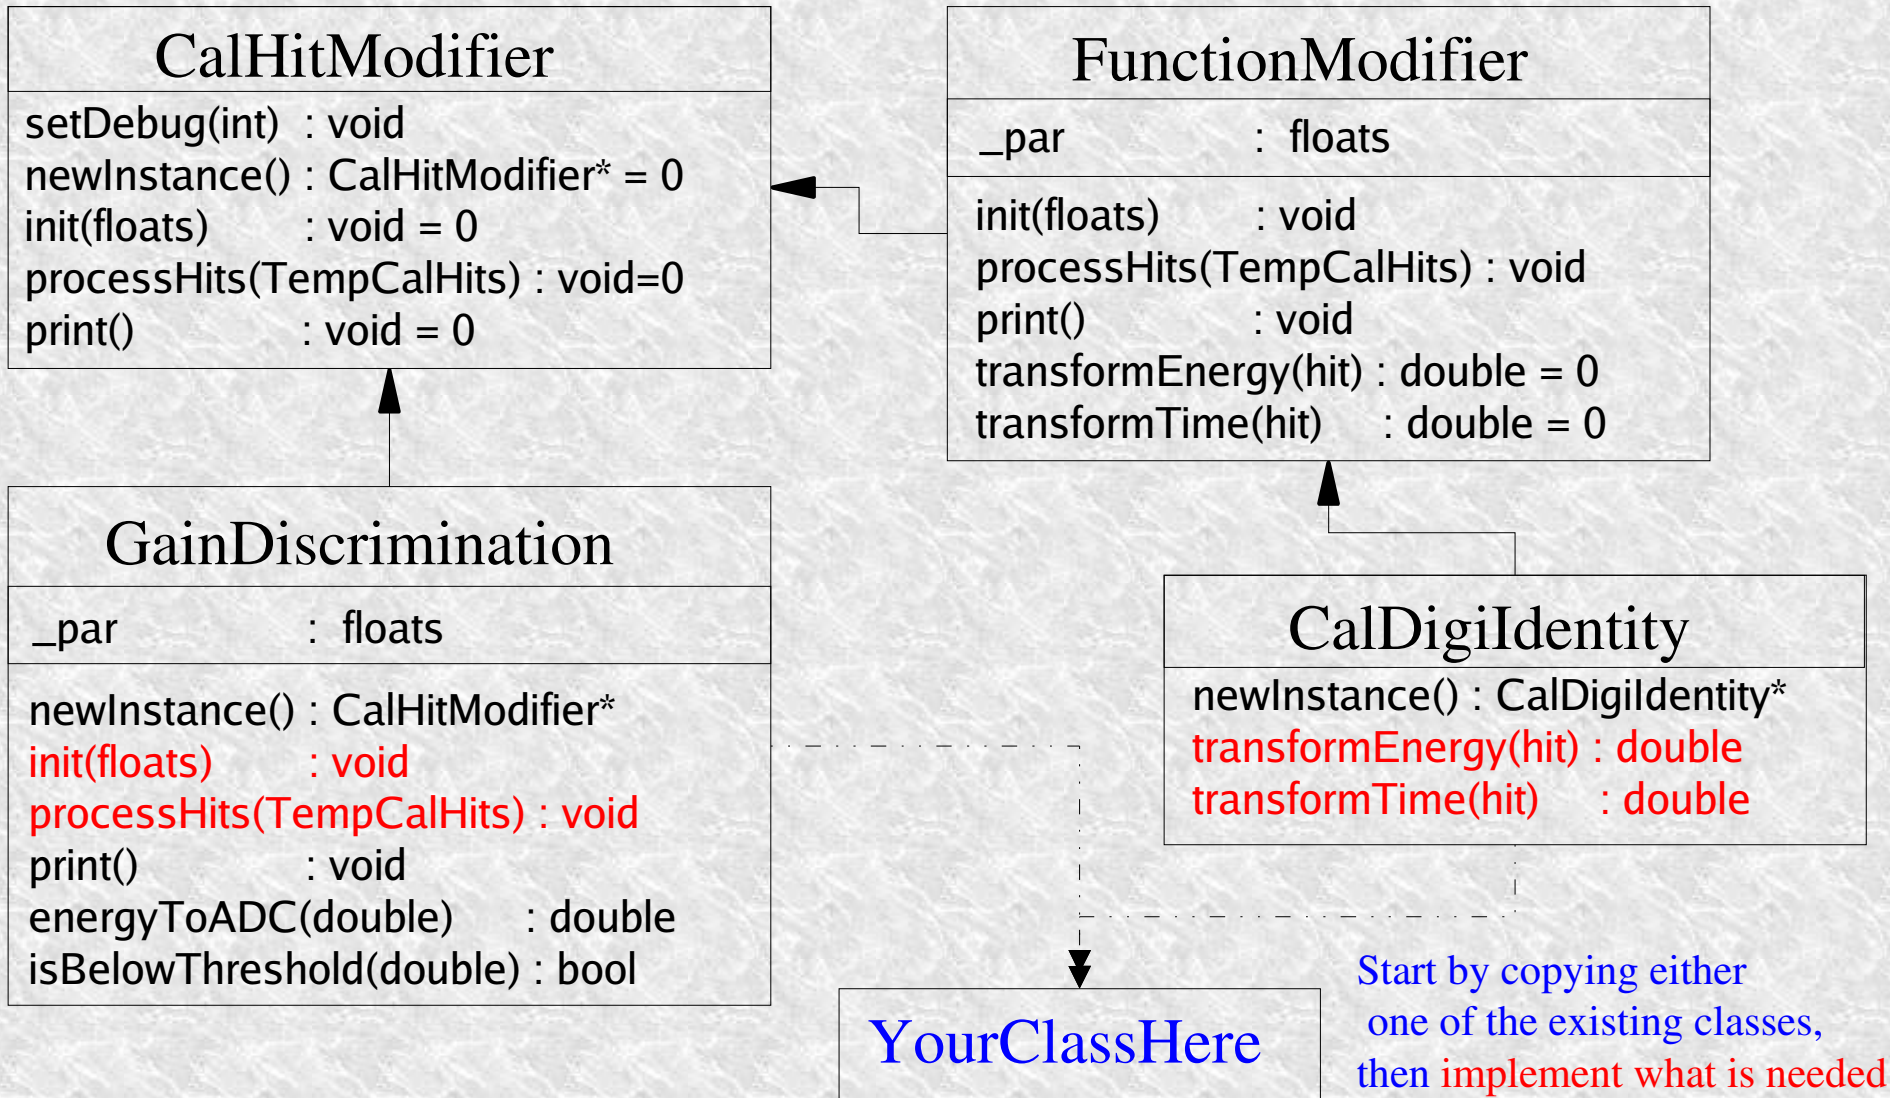 CalHitModifier
setDebug(int) : void
newInstance() : CalHitModifier* = 0
init(floats) : void = 0
processHits(TempCalHits) : void=0
print() : void = 0
FunctionModifier
_par : floats
init(floats) : void
processHits(TempCalHits) : void
print() : void
transformEnergy(hit) : double = 0
transformTime(hit) : double = 0
GainDiscrimination
_par : floats
newInstance() : CalHitModifier*
init(floats) : void
processHits(TempCalHits) : void
print() : void
energyToADC(double) : double
isBelowThreshold(double) : bool
CalDigiIdentity
newInstance() : CalDigiIdentity*
transformEnergy(hit) : double
transformTime(hit) : double
YourClassHere
Start by copying either
one of the existing classes,
then implement what is needed